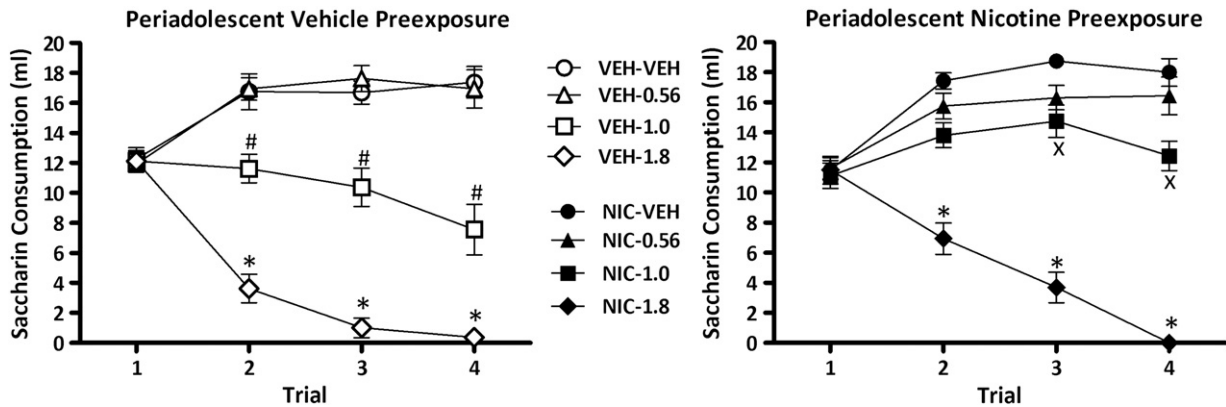 Periadolescent Vehicle Preexposure
Saccharin Consumption (ml)
20
18
16
14
12
10
8
6
4
2
0
#
#
#
*
*
*
1
2
3
4
Trial
VEH-VEH
VEH-0.56
VEH-1.0
VEH-1.8
NIC-VEH
NIC-0.56
NIC-1.0
NIC-1.8
Periadolescent Nicotine Preexposure
Saccharin Consumption (ml)
20
18
16
14
12
10
8
6
4
2
0
x
x
*
*
*
1
2
3
4
Trial